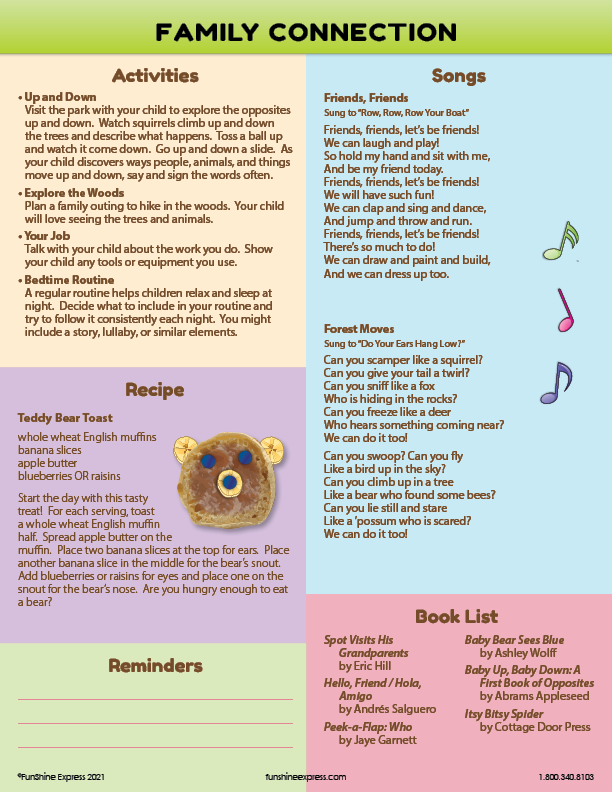 FAMILY CONNECTION
Activities
• Up and Down
Visit the park with your child to explore the opposites
up and down. Watch squirrels climb up and down
the trees and describe what happens. Toss a ball up
and watch it come down. Go up and down a slide. As
your child discovers ways people, animals, and things
move up and down, say and sign the words often.
• Explore the Woods
Plan a family outing to hike in the woods. Your child
will love seeing the trees and animals.
• Your Job
Talk with your child about the work you do. Show
your child any tools or equipment you use.
• Bedtime Routine
A regular routine helps children relax and sleep at
night. Decide what to include in your routine and
try to follow it consistently each night. You might
include a story, lullaby, or similar elements.
Recipe
Teddy Bear Toast
whole wheat English muffins
banana slices
apple butter
blueberries OR raisins
Start the day with this tasty
treat! For each serving, toast
a whole wheat English muffin
half. Spread apple butter on the
muffin. Place two banana slices at the top for ears. Place
another banana slice in the middle for the bear's snout.
Add blueberries or raisins for eyes and place one on the
snout for the bear's nose. Are you hungry enough to eat
a bear?
Reminders
Songs
Friends, Friends
Sung to "Row, Row, Row Your Boat"
Friends, friends, let's be friends!
We can laugh and play!
So hold my hand and sit with me,
And be my friend today.
Friends, friends, let's be friends!
We will have such fun!
We can clap and sing and dance,
And jump and throw and run.
Friends, friends, let's be friends!
There's so much to do!
We can draw and paint and build,
And we can dress up too.
Forest Moves
Sung to "Do Your Ears Hang Low?"
Can you scamper like a squirrel?
Can you give your tail a twirl?
Can you sniff like a fox
Who is hiding in the rocks?
Can you freeze like a deer
Who hears something coming near?
We can do it too!
Can you swoop? Can you fly
Like a bird up in the sky?
Can you climb up in a tree
Like a bear who found some bees?
Can you lie still and stare
Like a 'possum who is scared?
We can do it too!
Book List
Spot Visits His
Grandparents
by Eric Hill
Hello, Friend / Hola,
Amigo
by Andrés Salguero
Peek-a-Flap: Who
by Jaye Garnett
Baby Bear Sees Blue
by Ashley Wolff
Baby Up, Baby Down: A
First Book of Opposites
by Abrams Appleseed
Itsy Bitsy Spider
by Cottage Door Press
©FunShine Express 2021
funshineexpress.com
1.800.340.8103